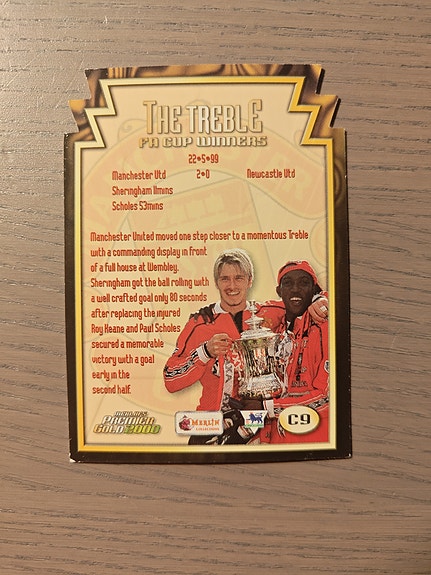 THE TREBLE
FA CUP WINNERS
22•5•99
Manchester Utd 2•0 Newcastle Utd
Sheringham 11mins
Scholes 53mins
Manchester United moved one step closer to a momentous Treble
with a commanding display in front
of a full house at Wembley.
Sheringham got the ball rolling with
a well crafted goal only 80 seconds
after replacing the injured
Roy Keane and Paul Scholes
secured a memorable
victory with a goal
early in the
second half.
MERLIN'S
PREMIER
GOLD 2000
MERLIN
COLLECTIONS
C9